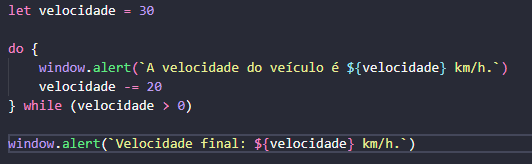 let velocidade = 30
do {
window.alert(`A velocidade do veículo é ${velocidade} km/h.`)
velocidade -= 20
} while (velocidade > 0)
window.alert(`Velocidade final: ${velocidade} km/h.`)